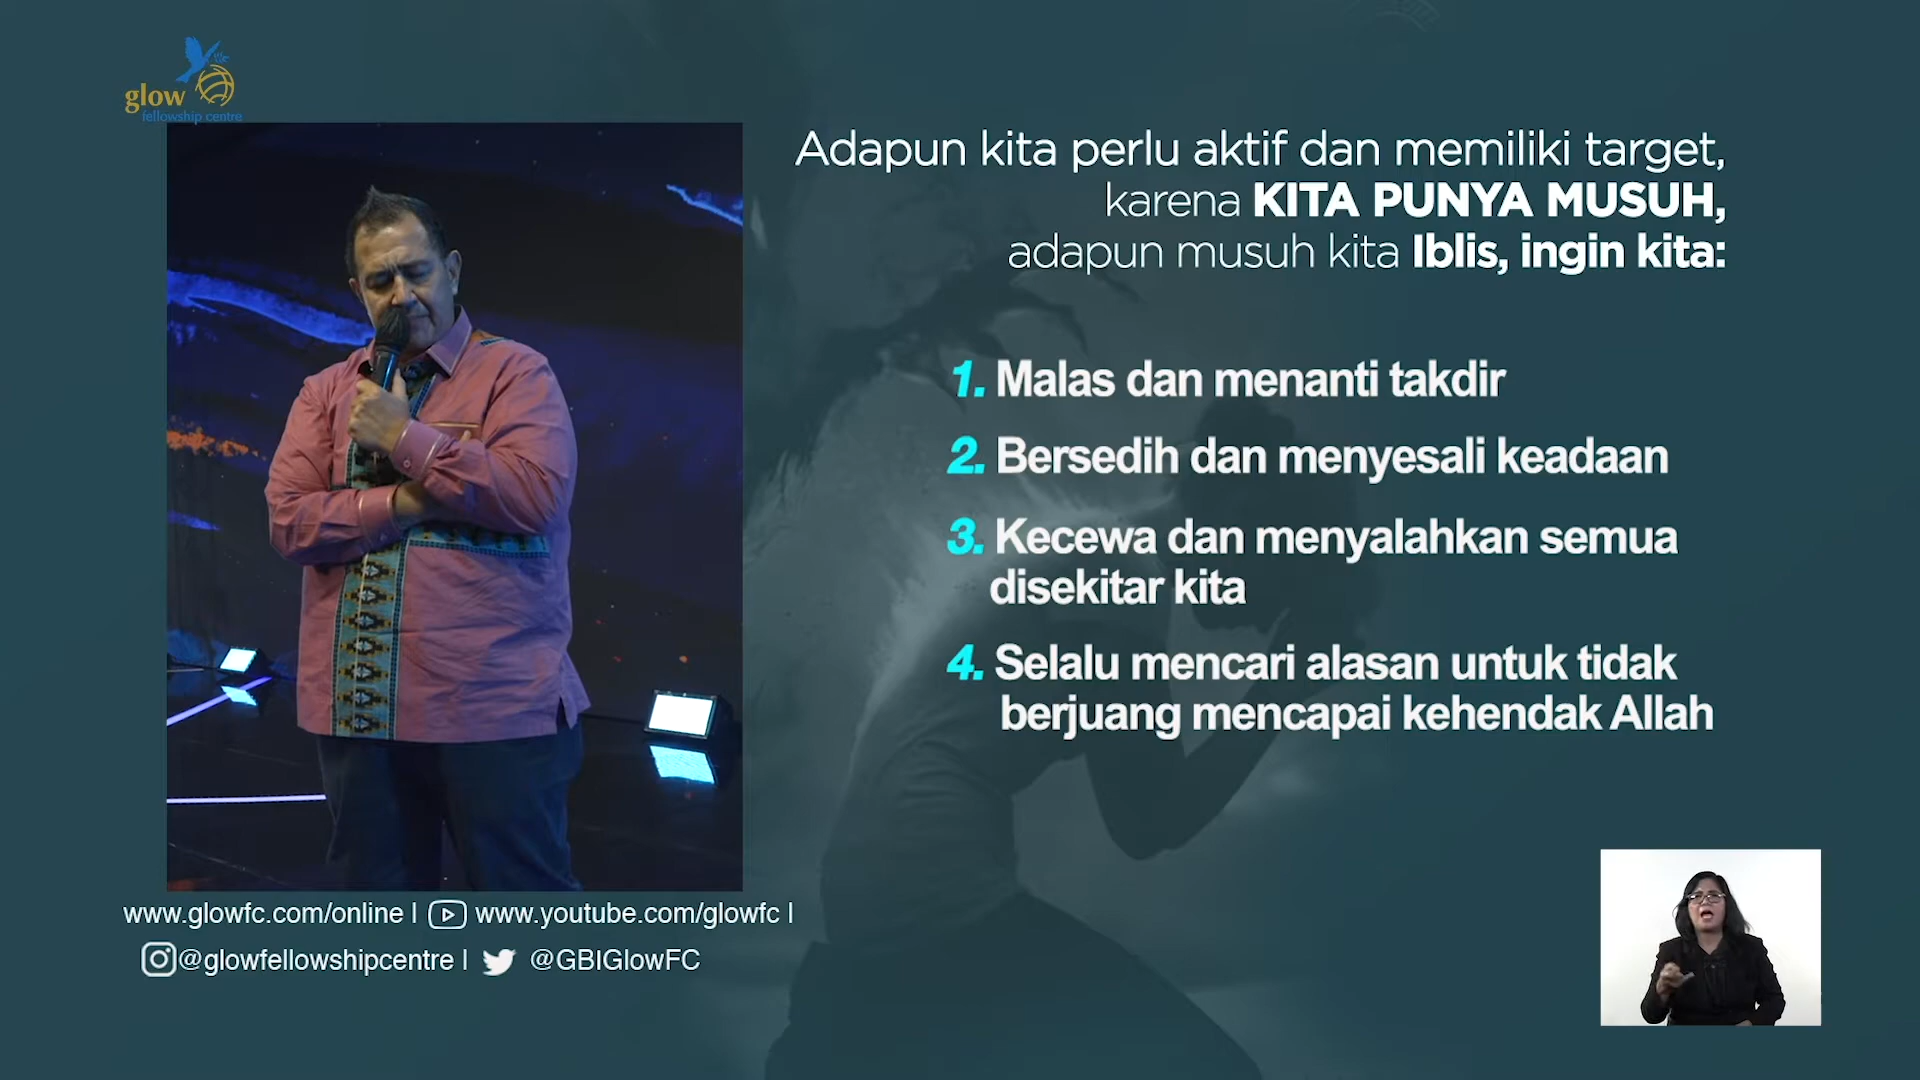 glow
fellowship centre
Adapun kita perlu aktif dan memiliki target,
karena KITA PUNYA MUSUH,
adapun musuh kita Iblis, ingin kita:
1. Malas dan menanti takdir
2. Bersedih dan menyesali keadaan
3. Kecewa dan menyalahkan semua
disekitar kita
4. Selalu mencari alasan untuk tidak
berjuang mencapai kehendak Allah
www.glowfc.com/online | www.youtube.com/glowfc |
@glowfellowshipcentre | @GBIGlowFC